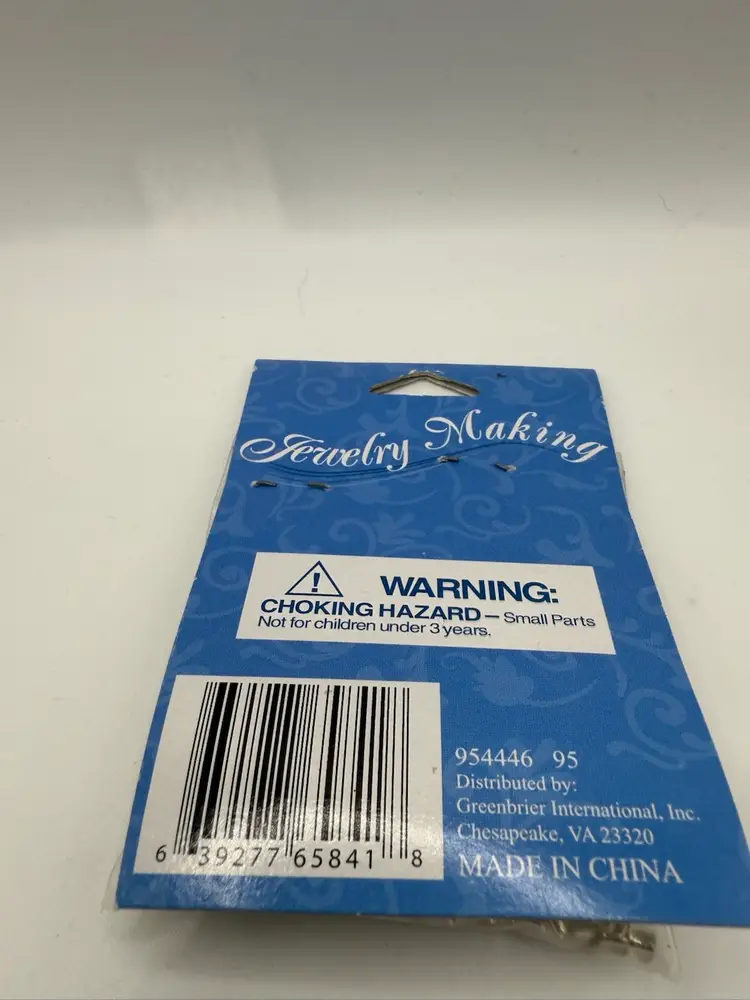 Jewelry Making
WARNING:
CHOKING HAZARD – Small Parts
Not for children under 3 years.
954446 95
Distributed by:
Greenbrier International, Inc.
Chesapeake, VA 23320
MADE IN CHINA
6 39277 65841 8